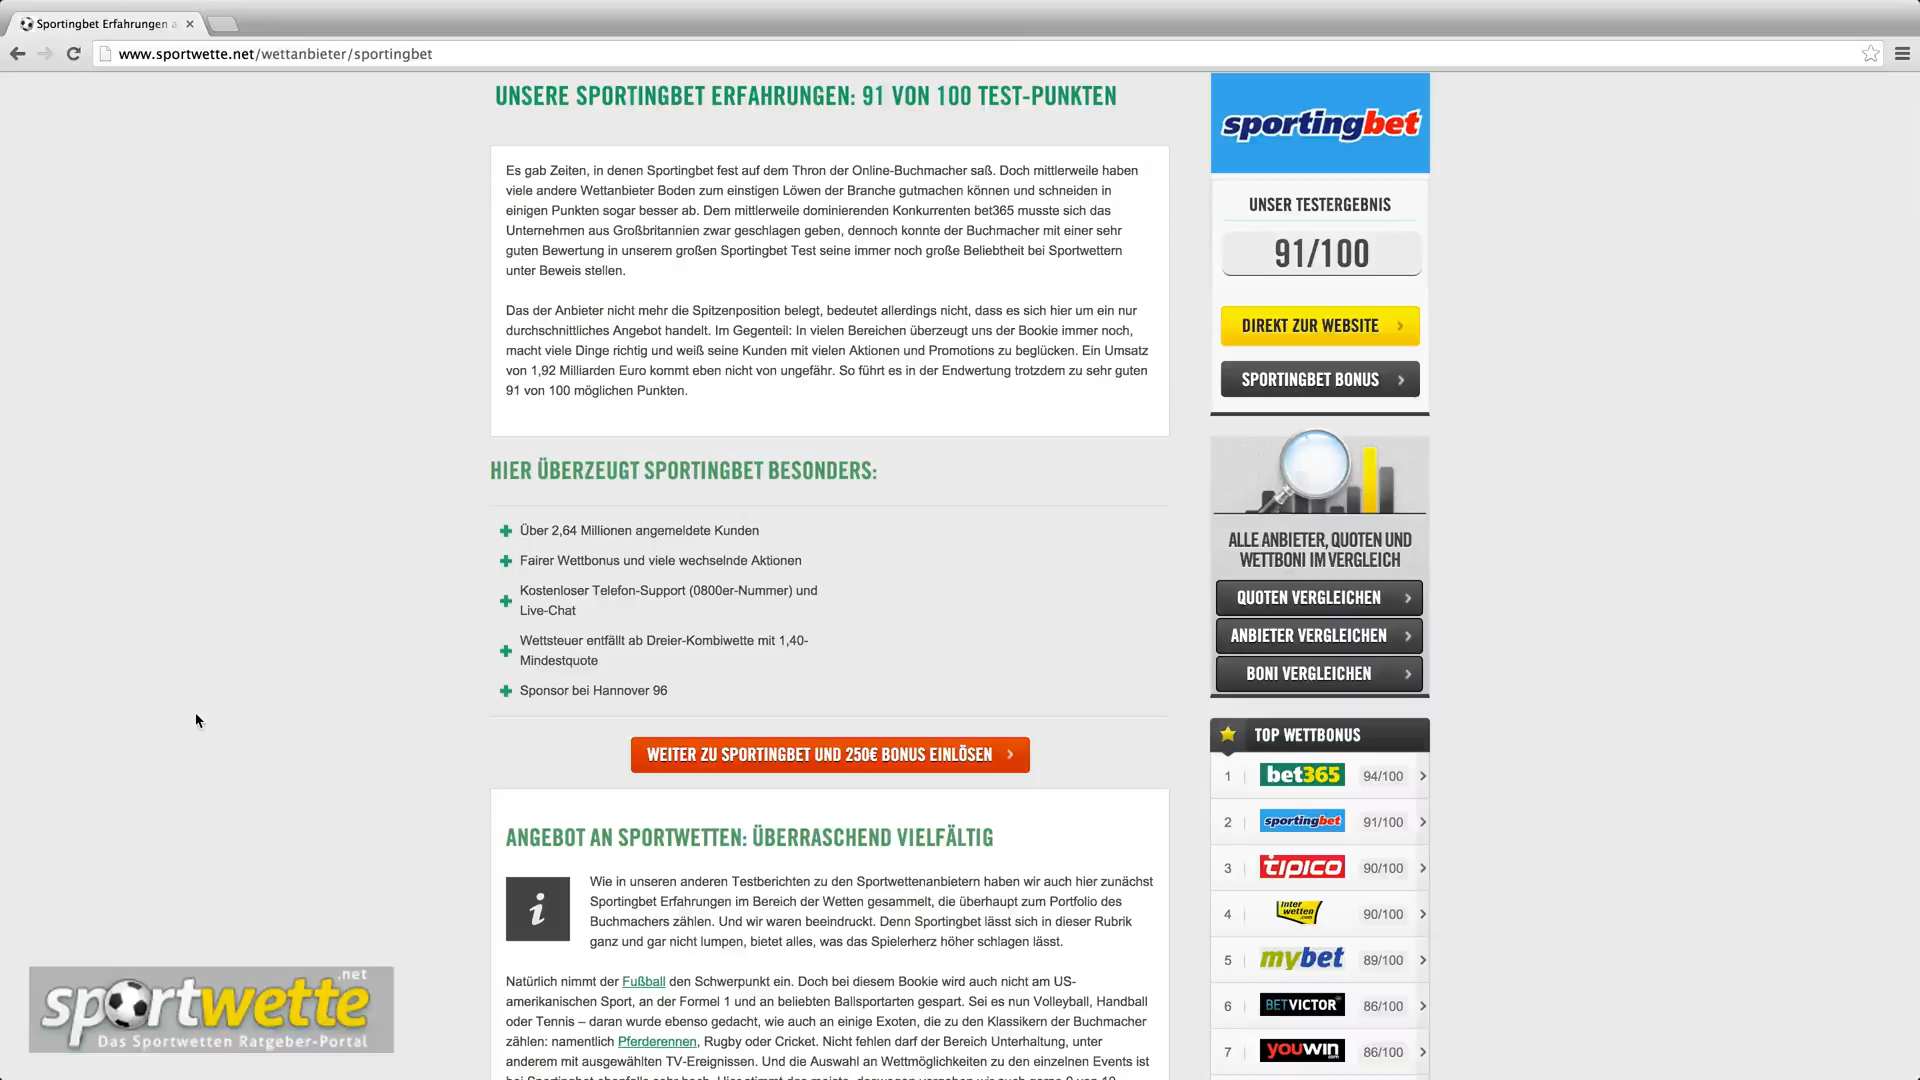 Sportingbet Erfahrungen a
www.sportwette.net/wettanbieter/sportingbet
UNSERE SPORTINGBET ERFAHRUNGEN: 91 VON 100 TEST-PUNKTEN
Es gab Zeiten, in denen Sportingbet fest auf dem Thron der Online-Buchmacher saß. Doch mittlerweile haben
viele andere Wettanbieter Boden zum einstigen Löwen der Branche gutmachen können und schneiden in
einigen Punkten sogar besser ab. Dem mittlerweile dominierenden Konkurrenten bet365 musste sich das
Unternehmen aus Großbritannien zwar geschlagen geben, dennoch konnte der Buchmacher mit einer sehr
guten Bewertung in unserem großen Sportingbet Test seine immer noch große Beliebtheit bei Sportwettern
unter Beweis stellen.
Das der Anbieter nicht mehr die Spitzenposition belegt, bedeutet allerdings nicht, dass es sich hier um ein nur
durchschnittliches Angebot handelt. Im Gegenteil: In vielen Bereichen überzeugt uns der Bookie immer noch,
macht viele Dinge richtig und weiß seine Kunden mit vielen Aktionen und Promotions zu beglücken. Ein Umsatz
von 1,92 Milliarden Euro kommt eben nicht von ungefähr. So führt es in der Endwertung trotzdem zu sehr guten
91 von 100 möglichen Punkten.
HIER ÜBERZEUGT SPORTINGBET BESONDERS:
Über 2,64 Millionen angemeldete Kunden
Fairer Wettbonus und viele wechselnde Aktionen
Kostenloser Telefon-Support (0800er-Nummer) und
Live-Chat
Wettsteuer entfällt ab Dreier-Kombiwette mit 1,40-
Mindestquote
Sponsor bei Hannover 96
WEITER ZU SPORTINGBET UND 250€ BONUS EINLÖSEN
ANGEBOT AN SPORTWETTEN: ÜBERRASCHEND VIELFÄLTIG
i
Wie in unseren anderen Testberichten zu den Sportwettenanbietern haben wir auch hier zunächst
Sportingbet Erfahrungen im Bereich der Wetten gesammelt, die überhaupt zum Portfolio des
Buchmachers zählen. Und wir waren beeindruckt. Denn Sportingbet lässt sich in dieser Rubrik
ganz und gar nicht lumpen, bietet alles, was das Spielerherz höher schlagen lässt.
Natürlich nimmt der Fußball den Schwerpunkt ein. Doch bei diesem Bookie wird auch nicht am US-
amerikanischen Sport, an der Formel 1 und an beliebten Ballsportarten gespart. Sei es nun Volleyball, Handball
oder Tennis – daran wurde ebenso gedacht, wie auch an einige Exoten, die zu den Klassikern der Buchmacher
zählen: namentlich Pferderennen, Rugby oder Cricket. Nicht fehlen darf der Bereich Unterhaltung, unter
anderem mit ausgewählten TV-Ereignissen. Und die Auswahl an Wettmöglichkeiten zu den einzelnen Events ist
sportingbet
UNSER TESTERGEBNIS
91/100
DIREKT ZUR WEBSITE
SPORTINGBET BONUS
ALLE ANBIETER, QUOTEN UND
WETTBONI IM VERGLEICH
QUOTEN VERGLEICHEN
ANBIETER VERGLEICHEN
BONI VERGLEICHEN
TOP WETTBONUS
1 bet365 94/100
2 sportingbet 91/100
3 tipico 90/100
4 Inter wetten .com 90/100
5 mybet 89/100
6 BETVICTOR 86/100
7 youwin .com 86/100
sportwette .net
Das Sportwetten Ratgeber-Portal